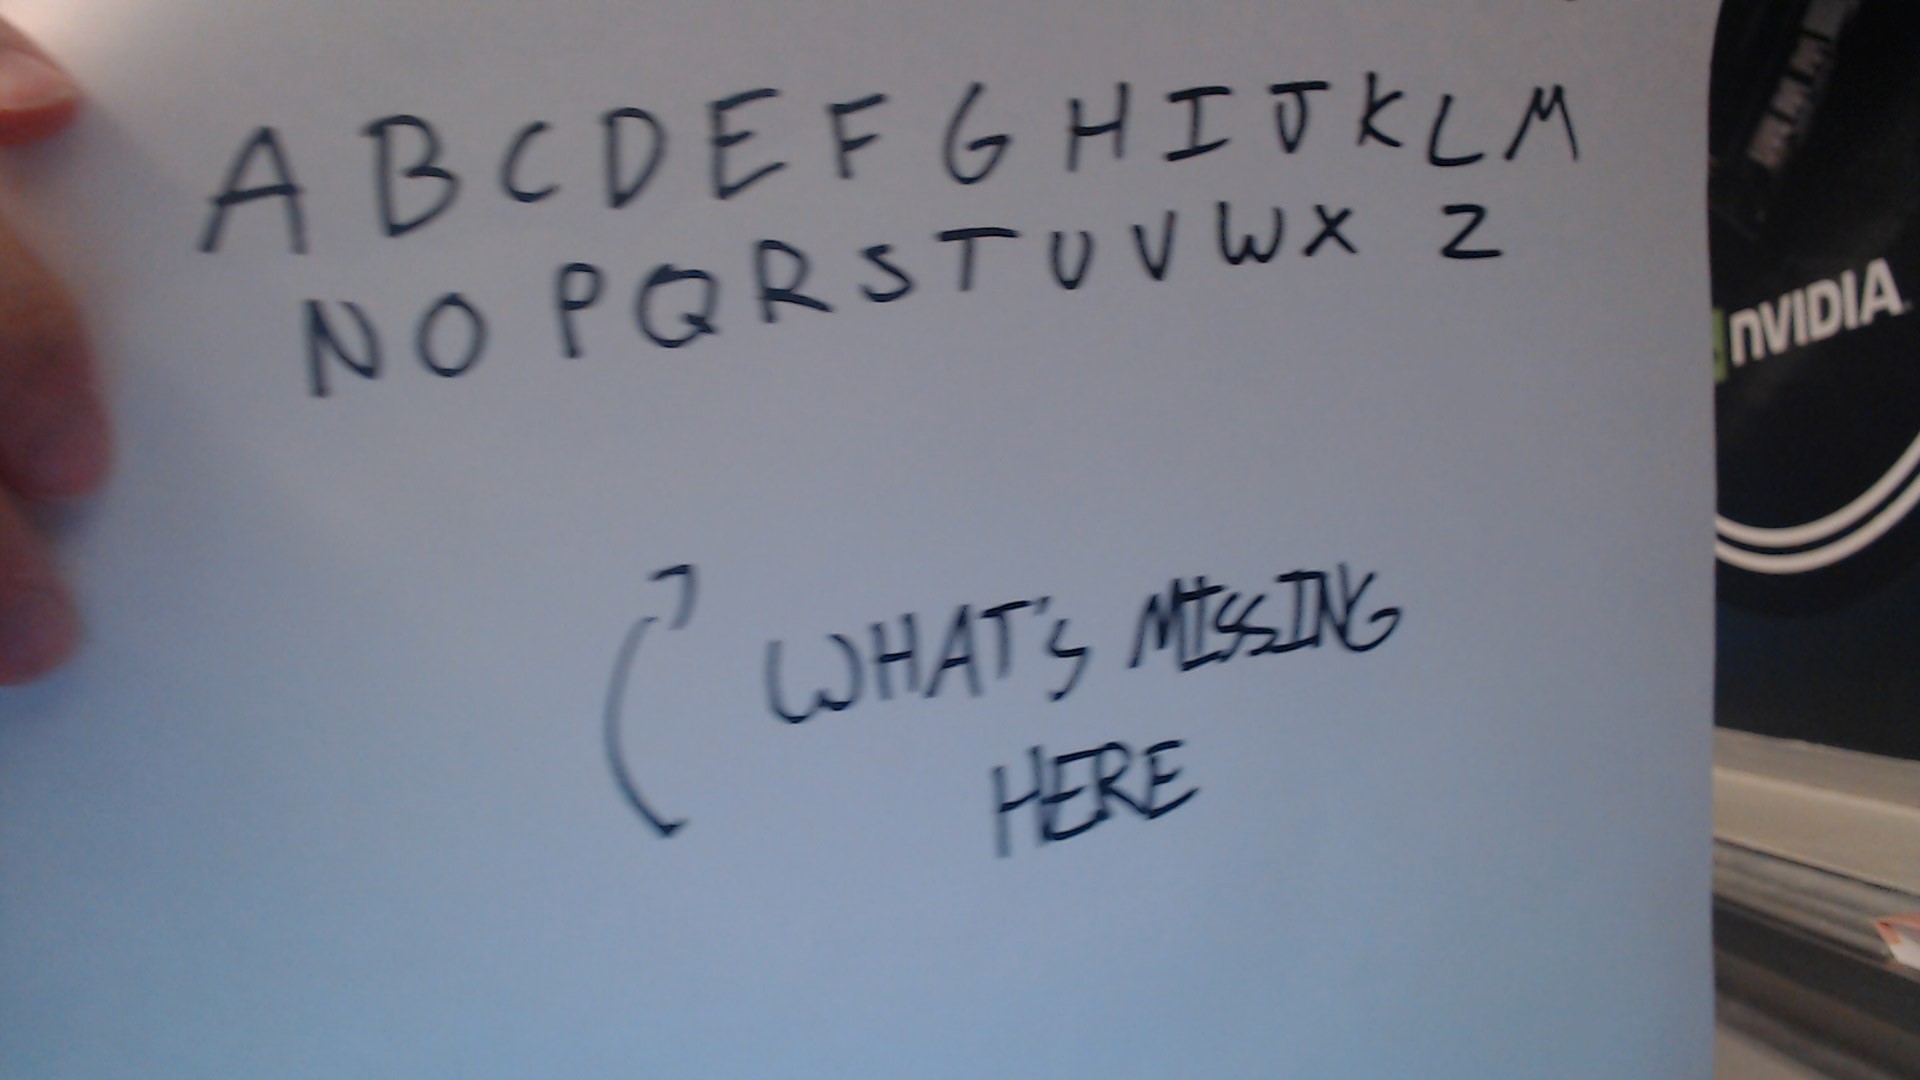 A B C D E F G H I J K L M
N O P Q R S T U V W X Z
WHAT'S MISSING
HERE
NVIDIA